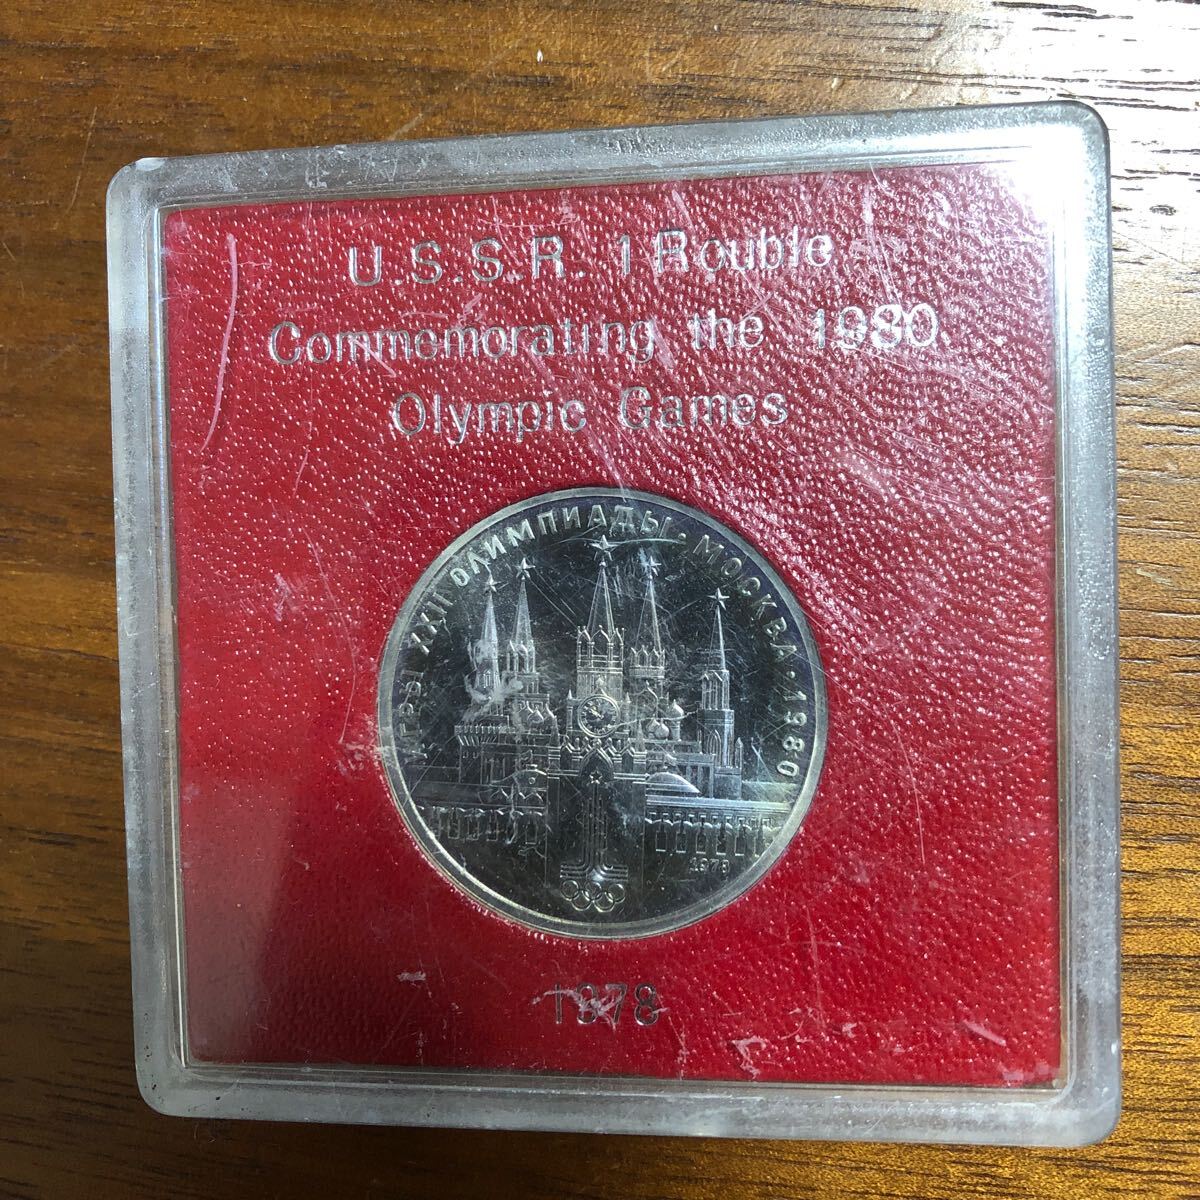 U.S.S.R. 1 Rouble
Commemorating the 1980
Olympic Games
ИГРЫ XXII ОЛИМПИАДЫ · МОСКВА · 1980
1978
1978